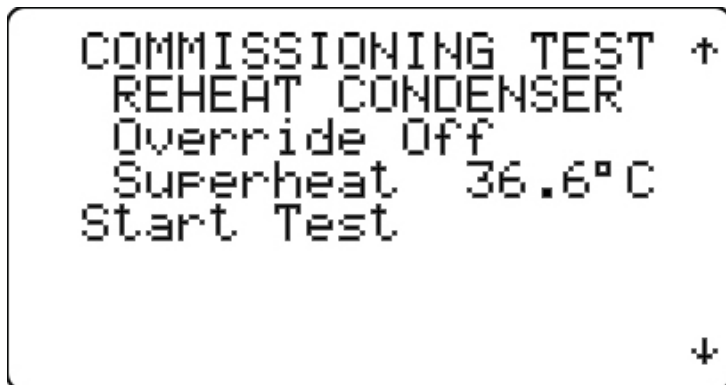 COMMISSIONING TEST ↑
REHEAT CONDENSER
Override Off
Superheat 36.6°C
Start Test
↓